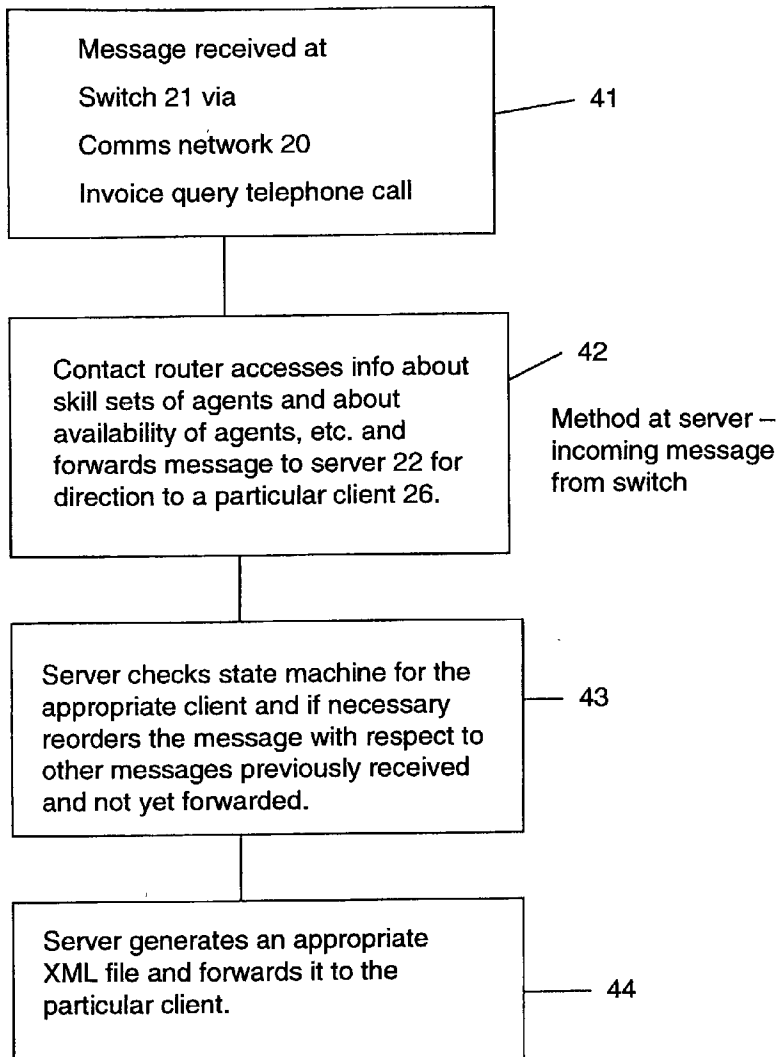 Message received at
Switch 21 via
Comms network 20
Invoice query telephone call
41
Contact router accesses info about
skill sets of agents and about
availability of agents, etc. and
forwards message to server 22 for
direction to a particular client 26.
42
Method at server –
incoming message
from switch
Server checks state machine for the
appropriate client and if necessary
reorders the message with respect to
other messages previously received
and not yet forwarded.
43
Server generates an appropriate
XML file and forwards it to the
particular client.
44